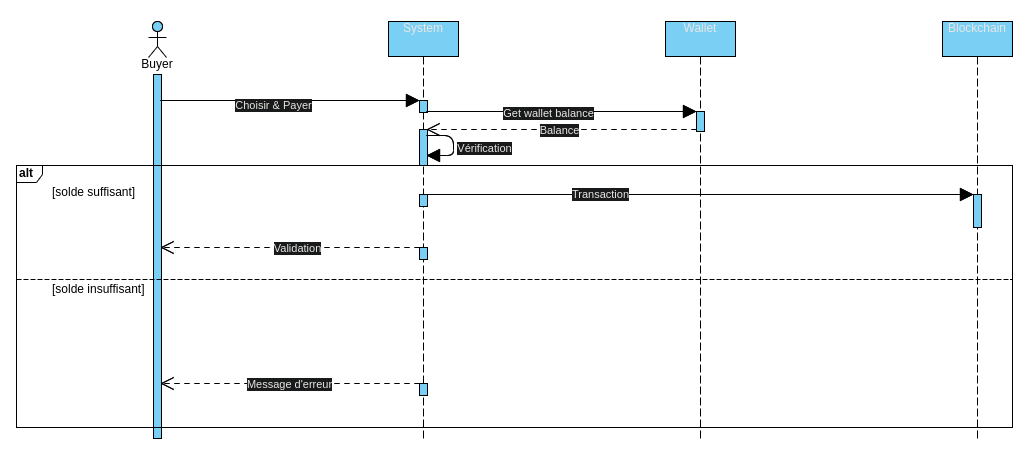 System
Wallet
Blockchain
Buyer
Choisir & Payer
Get wallet balance
Balance
Vérification
alt
[solde suffisant]
Transaction
Validation
[solde insuffisant]
Message d'erreur